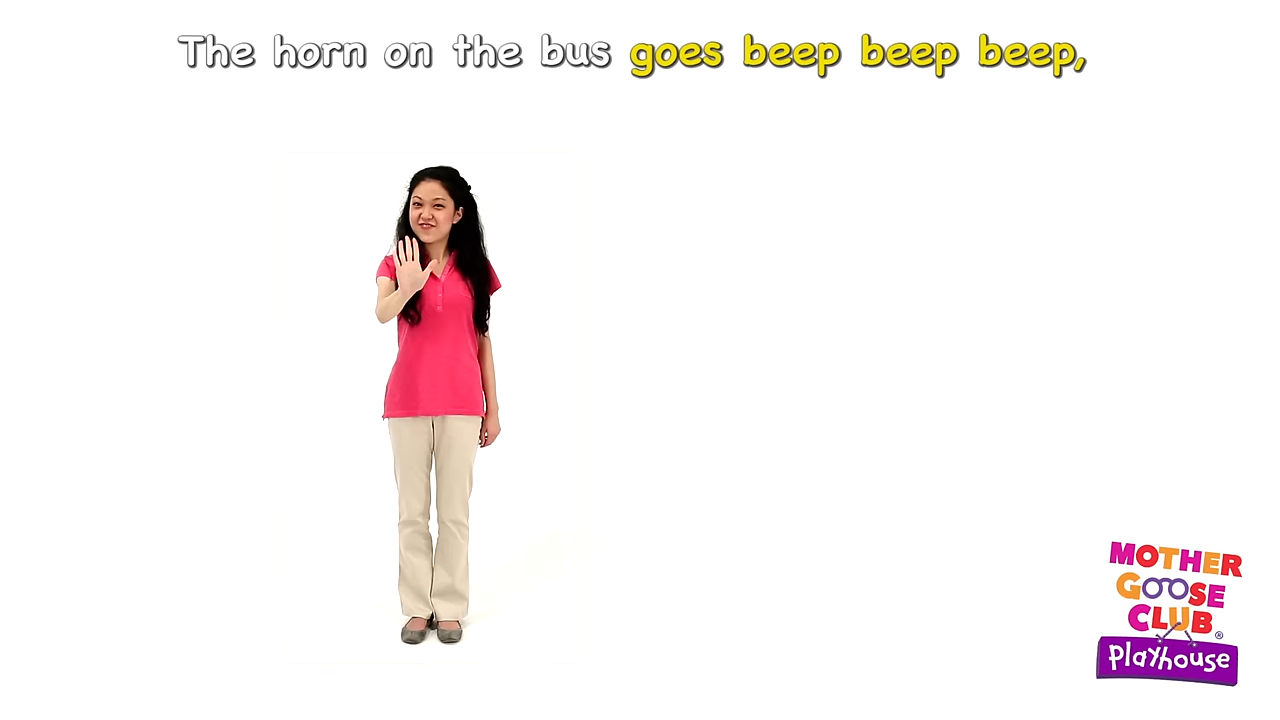 The horn on the bus goes beep beep beep,
MOTHER
GOOSE
CLUB®
Playhouse